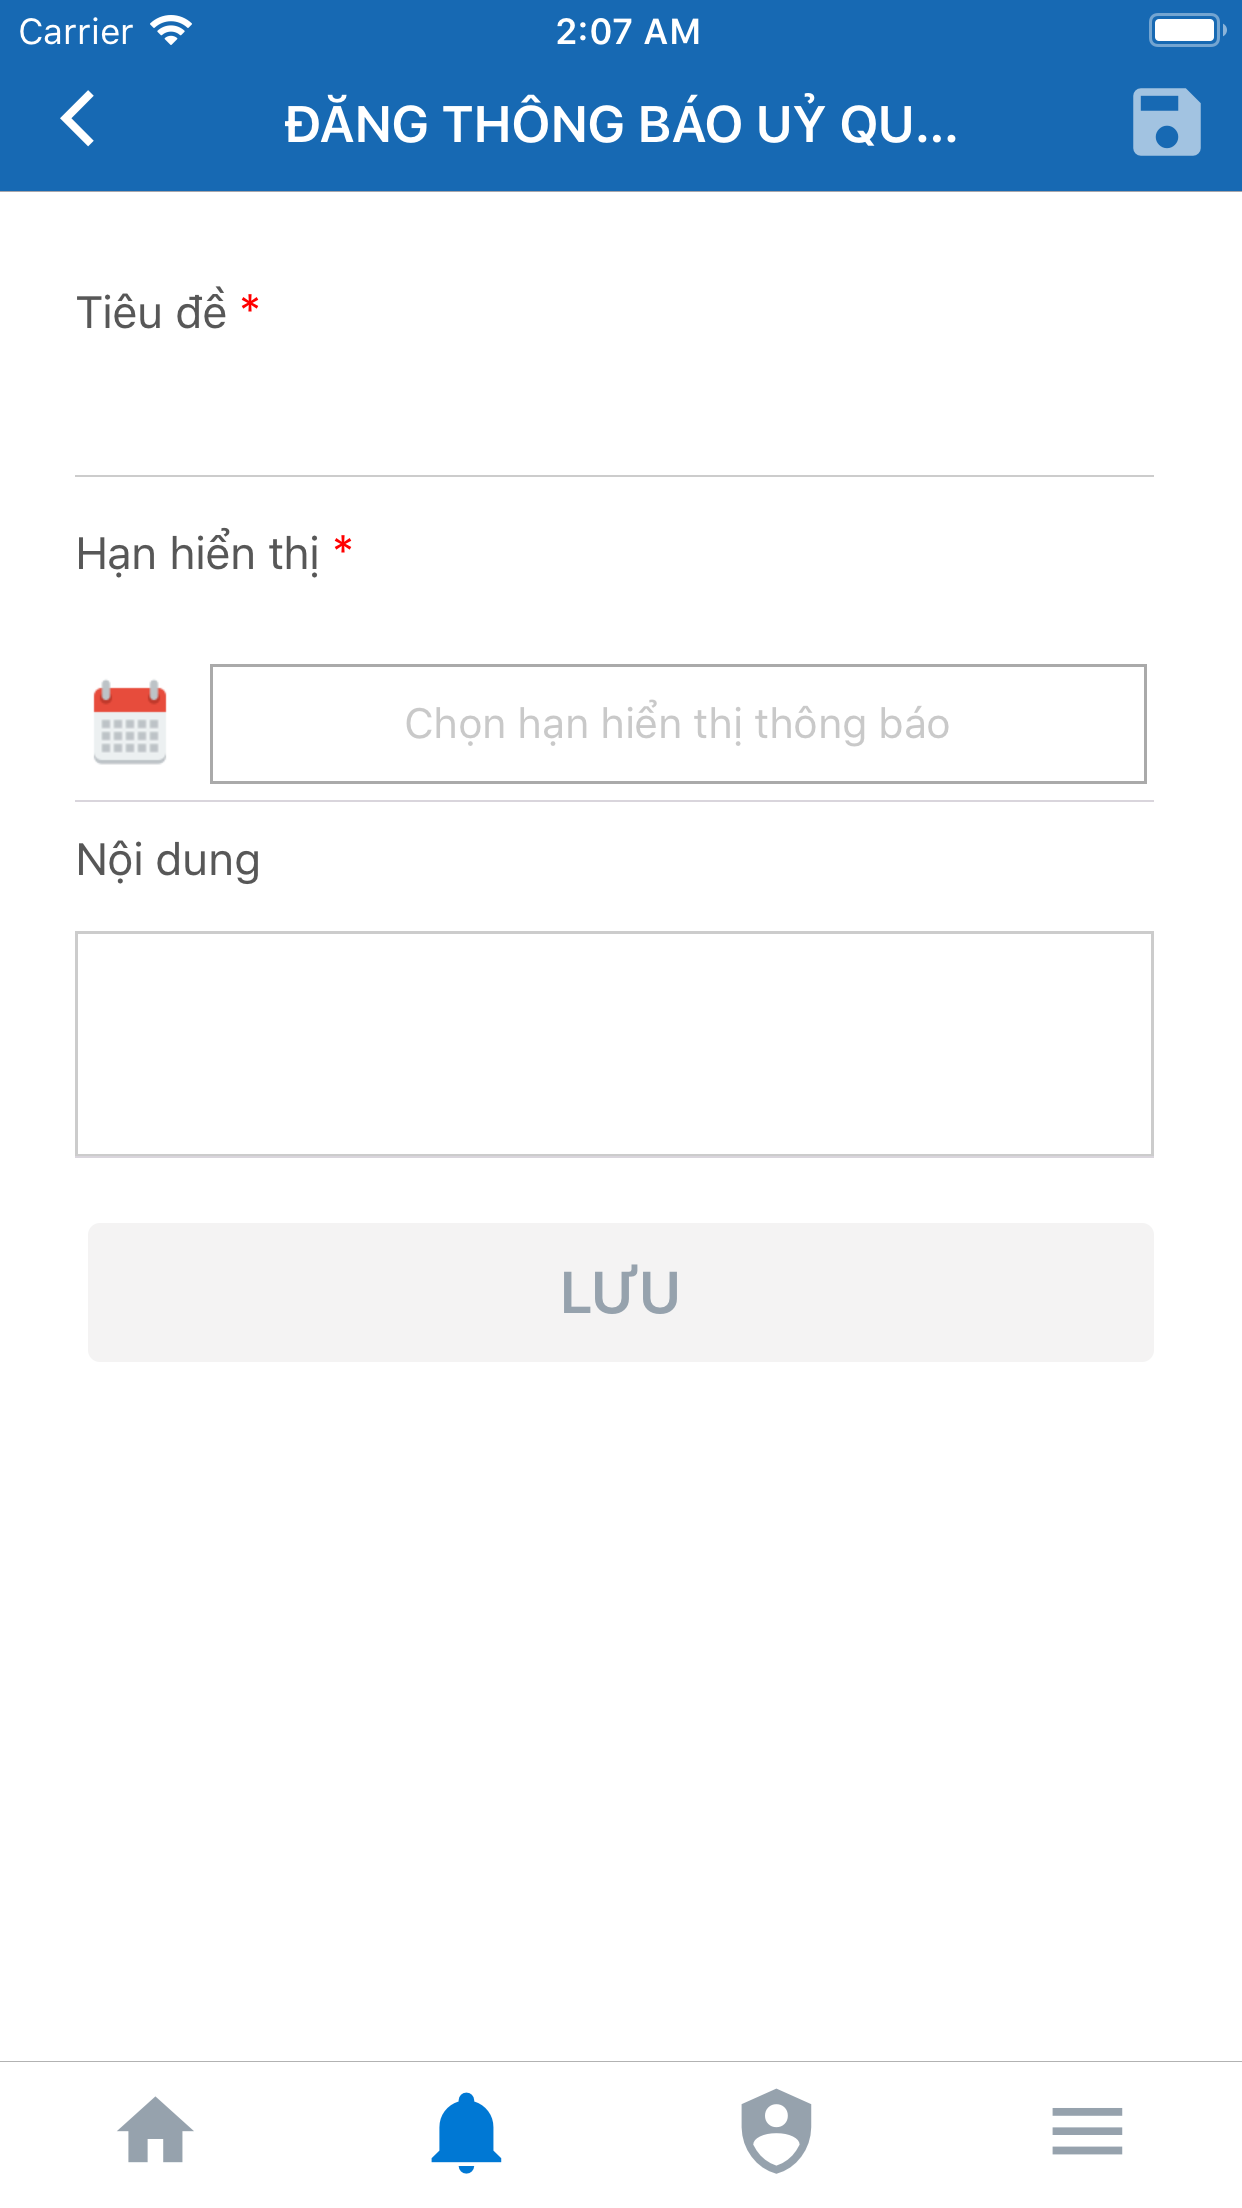 Carrier 2:07 AM
ĐĂNG THÔNG BÁO UỶ QU...
Tiêu đề *
Hạn hiển thị *
Chọn hạn hiển thị thông báo
Nội dung
LƯU